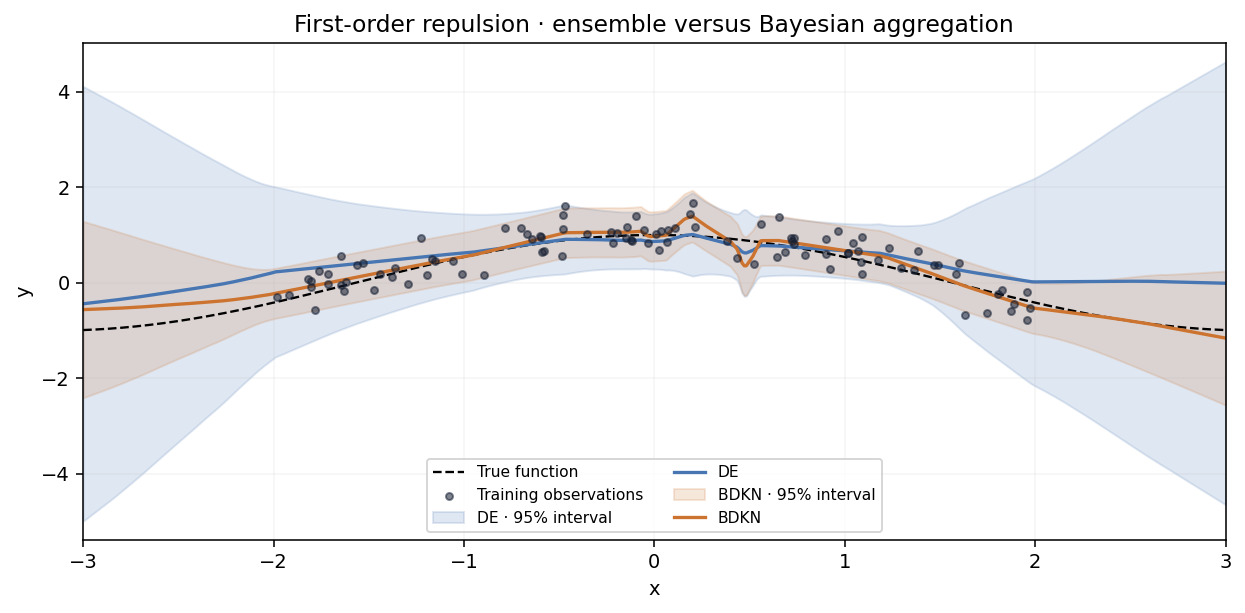 First-order repulsion · ensemble versus Bayesian aggregation
y
4
2
0
−2
−4
True function
Training observations
DE · 95% interval
DE
BDKN · 95% interval
BDKN
−3 −2 −1 0 1 2 3
x